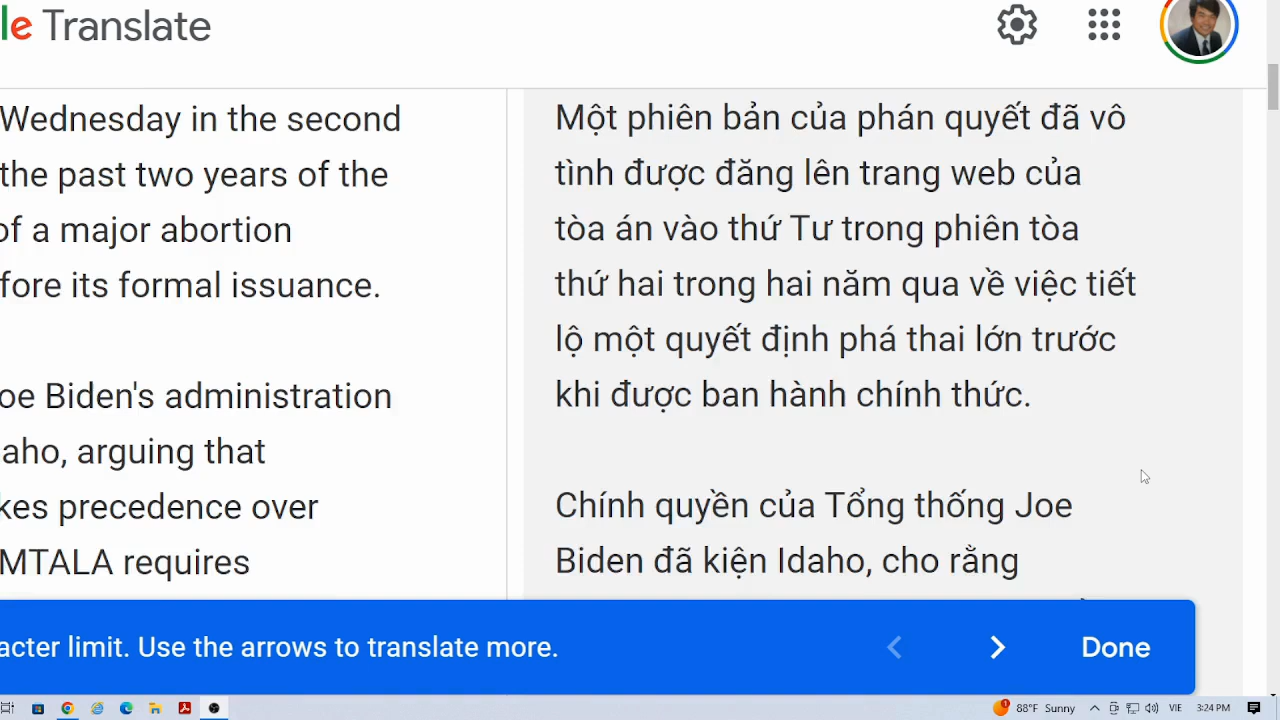 le Translate
Wednesday in the second
the past two years of the
of a major abortion
fore its formal issuance.
oe Biden's administration
aho, arguing that
kes precedence over
MTALA requires
Một phiên bản của phán quyết đã vô
tình được đăng lên trang web của
tòa án vào thứ Tư trong phiên tòa
thứ hai trong hai năm qua về việc tiết
lộ một quyết định phá thai lớn trước
khi được ban hành chính thức.
Chính quyền của Tổng thống Joe
Biden đã kiện Idaho, cho rằng
acter limit. Use the arrows to translate more.
Done
88°F Sunny
VIE
3:24 PM